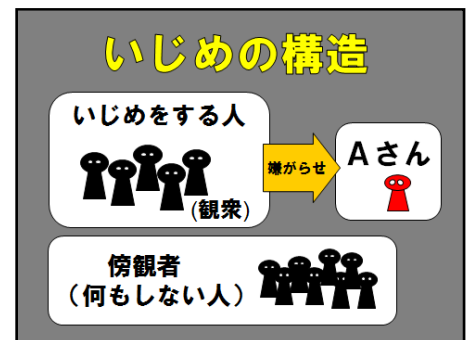 いじめの構造
いじめをする人
(観衆)
嫌がらせ
Aさん
傍観者
（何もしない人）